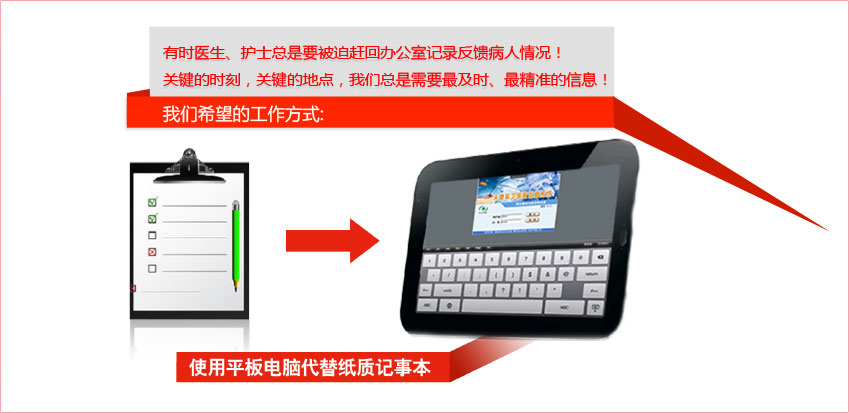 有时医生、护士总是要被迫赶回办公室记录反馈病人情况！
关键的时刻，关键的地点，我们总是需要最及时、最精准的信息！
我们希望的工作方式:
使用平板电脑代替纸质记事本